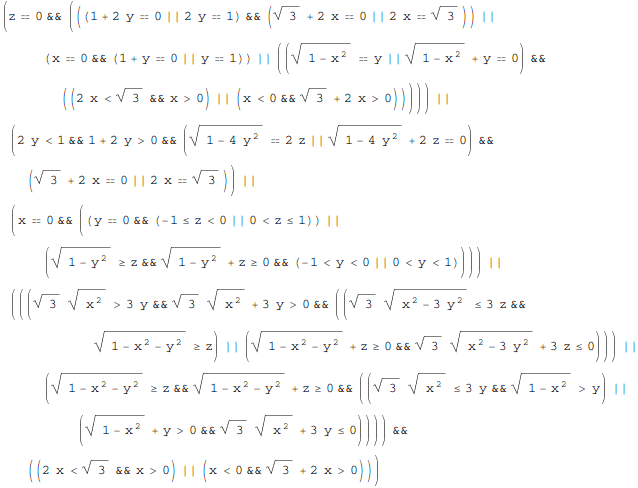 (z == 0 && (((1 + 2 y == 0 || 2 y == 1) && (√3 + 2 x == 0 || 2 x == √3)) ||
(x == 0 && (1 + y == 0 || y == 1)) || ((√(1 - x²) == y || √(1 - x²) + y == 0) &&
((2 x < √3 && x > 0) || (x < 0 && √3 + 2 x > 0))))) ||
(2 y < 1 && 1 + 2 y > 0 && (√(1 - 4 y²) == 2 z || √(1 - 4 y²) + 2 z == 0) &&
(√3 + 2 x == 0 || 2 x == √3)) ||
(x == 0 && ((y == 0 && (-1 ≤ z < 0 || 0 < z ≤ 1)) ||
(√(1 - y²) ≥ z && √(1 - y²) + z ≥ 0 && (-1 < y < 0 || 0 < y < 1)))) ||
(((√3 √(x²) > 3 y && √3 √(x²) + 3 y > 0 && ((√3 √(x² - 3 y²) ≤ 3 z &&
√(1 - x² - y²) ≥ z) || (√(1 - x² - y²) + z ≥ 0 && √3 √(x² - 3 y²) + 3 z ≤ 0))) ||
(√(1 - x² - y²) ≥ z && √(1 - x² - y²) + z ≥ 0 && ((√3 √(x²) ≤ 3 y && √(1 - x²) > y) ||
(√(1 - x²) + y > 0 && √3 √(x²) + 3 y ≤ 0)))) &&
((2 x < √3 && x > 0) || (x < 0 && √3 + 2 x > 0)))